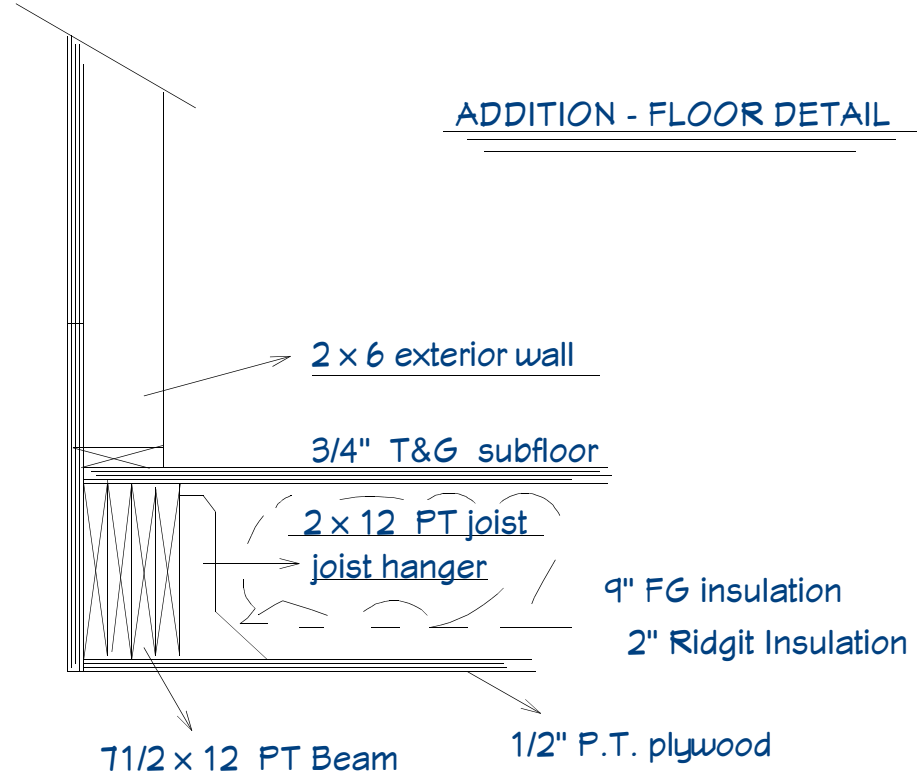 ADDITION - FLOOR DETAIL
2 x 6 exterior wall
3/4" T&G subfloor
2 x 12 PT joist
joist hanger
9" FG insulation
2" Ridgit Insulation
1/2" P.T. plywood
71/2 x 12 PT Beam